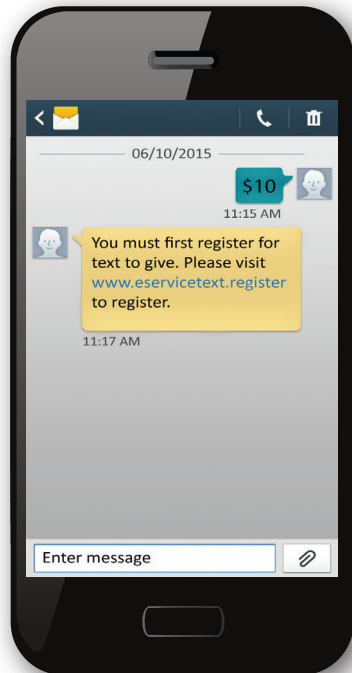 06/10/2015
$10
11:15 AM
You must first register for
text to give. Please visit
www.eservicetext.register
to register.
11:17 AM
Enter message